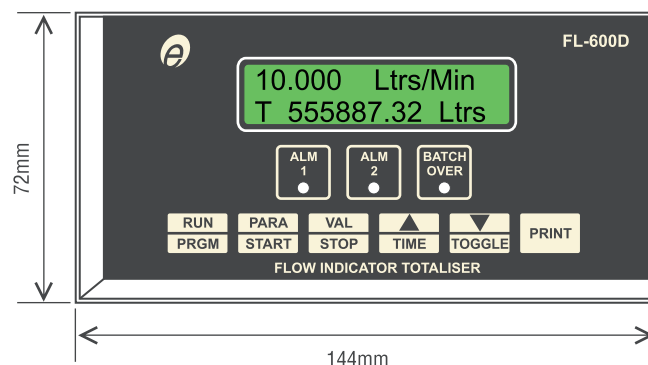 FL-600D
e
10.000 Ltrs/Min
T 555887.32 Ltrs
ALM 1
ALM 2
BATCH OVER
RUN PARA VAL ▲ ▼ PRINT
PRGM START STOP TIME TOGGLE
FLOW INDICATOR TOTALISER
72mm
144mm